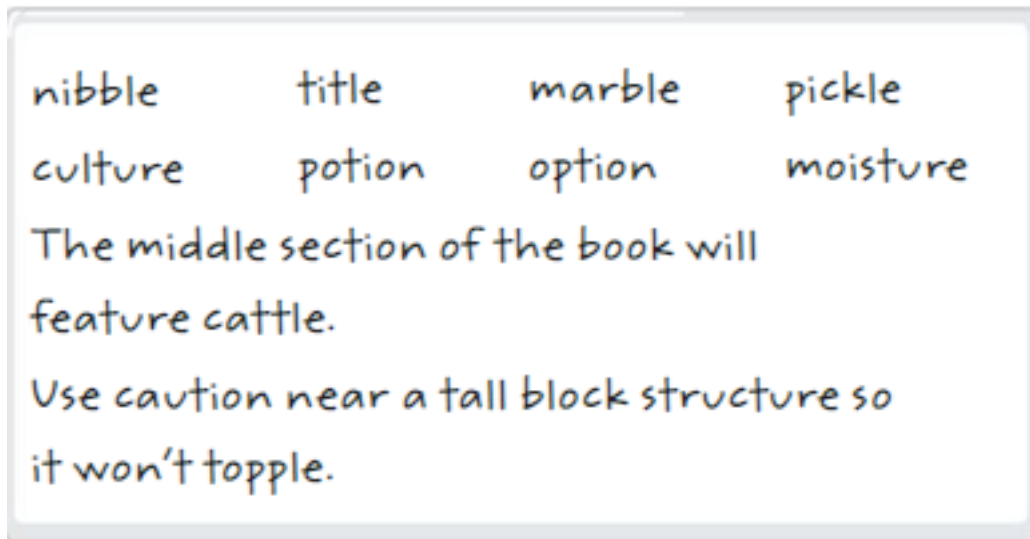 nibble title marble pickle
culture potion option moisture
The middle section of the book will
feature cattle.
Use caution near a tall block structure so
it won't topple.